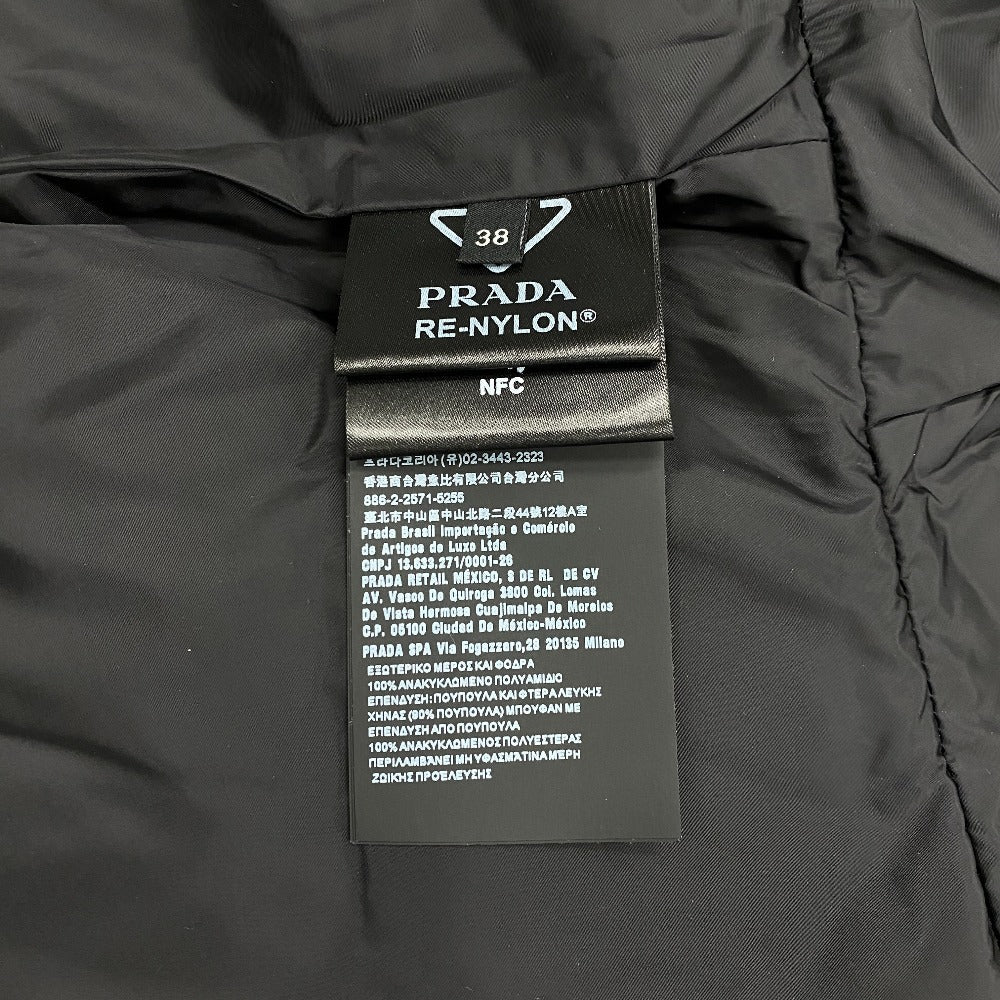 38
PRADA
RE-NYLON®
NFC
프라다코리아(유)02-3443-2323
香港商台灣普比有限公司台灣分公司
886-2-2571-5255
臺北市中山區中山北路二段44號12樓A室
Prada Brasil Importação e Comércio
de Artigos de Luxo Ltda
CNPJ 13.633.271/0001-26
PRADA RETAIL MÉXICO, S DE RL DE CV
AV. Vasco De Quiroga 3800 Col. Lomas
De Vista Hermosa Cuajimalpa De Morelos
C.P. 05100 Ciudad De México-México
PRADA SPA Via Fogazzaro,28 20135 Milano
ΕΞΩΤΕΡΙΚΟ ΜΕΡΟΣ ΚΑΙ ΦΟΔΡΑ
100% ΑΝΑΚΥΚΛΩΜΕΝΟ ΠΟΛΥΑΜΙΔΙΟ
ΕΠΕΝΔΥΣΗ: ΠΟΥΠΟΥΛΑ ΚΑΙ ΦΤΕΡΑ ΛΕΥΚΗΣ
ΧΗΝΑΣ (90% ΠΟΥΠΟΥΛΑ) ΜΠΟΥΦΑΝ ΜΕ
ΕΠΕΝΔΥΣΗ ΑΠΟ ΠΟΥΠΟΥΛΑ
100% ΑΝΑΚΥΚΛΩΜΕΝΟΣ ΠΟΛΥΕΣΤΕΡΑΣ
ΠΕΡΙΛΑΜΒΑΝΕΙ ΜΗ ΥΦΑΣΜΑΤΙΝΑ ΜΕΡΗ
ΖΩΙΚΗΣ ΠΡΟΕΛΕΥΣΗΣ